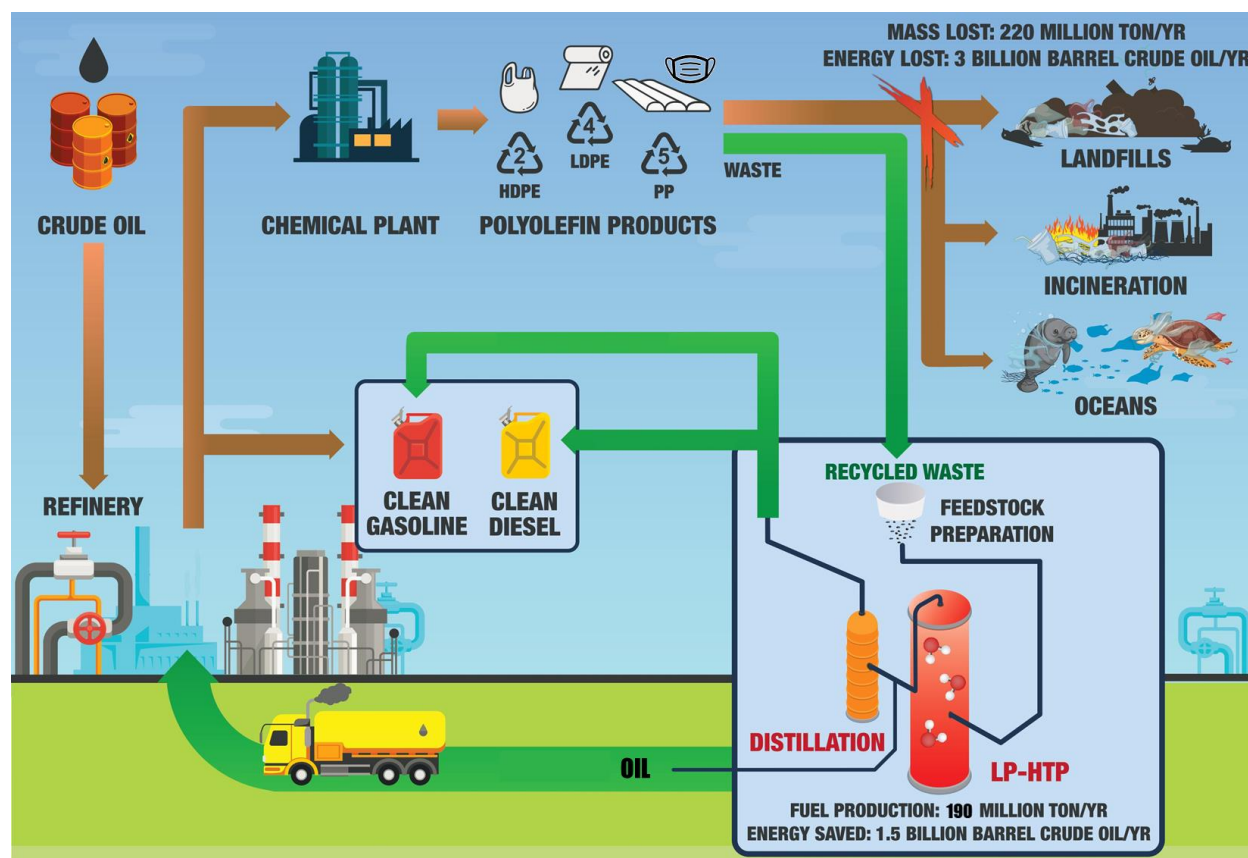 MASS LOST: 220 MILLION TON/YR
ENERGY LOST: 3 BILLION BARREL CRUDE OIL/YR
2
HDPE
4
LDPE
5
PP
WASTE
LANDFILLS
CRUDE OIL
CHEMICAL PLANT
POLYOLEFIN PRODUCTS
INCINERATION
OCEANS
REFINERY
CLEAN
GASOLINE
CLEAN
DIESEL
RECYCLED WASTE
FEEDSTOCK
PREPARATION
DISTILLATION
LP-HTP
OIL
FUEL PRODUCTION: 190 MILLION TON/YR
ENERGY SAVED: 1.5 BILLION BARREL CRUDE OIL/YR